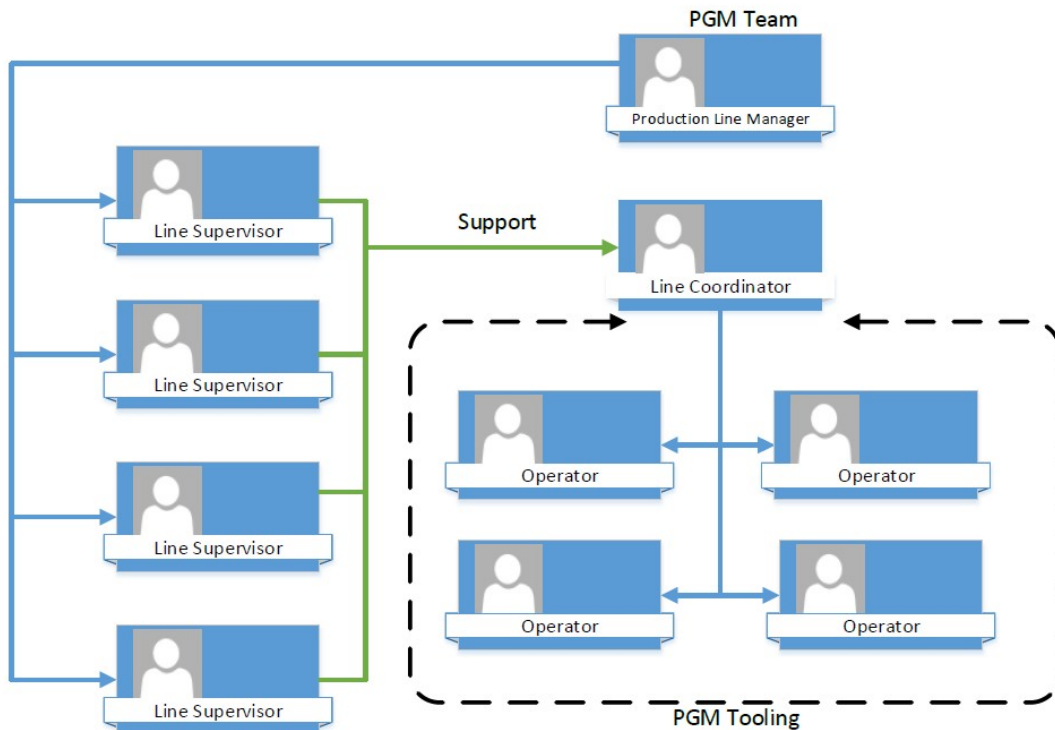 PGM Team
Production Line Manager
Line Supervisor
Support
Line Coordinator
Line Supervisor
Operator
Operator
Line Supervisor
Operator
Operator
Line Supervisor
PGM Tooling